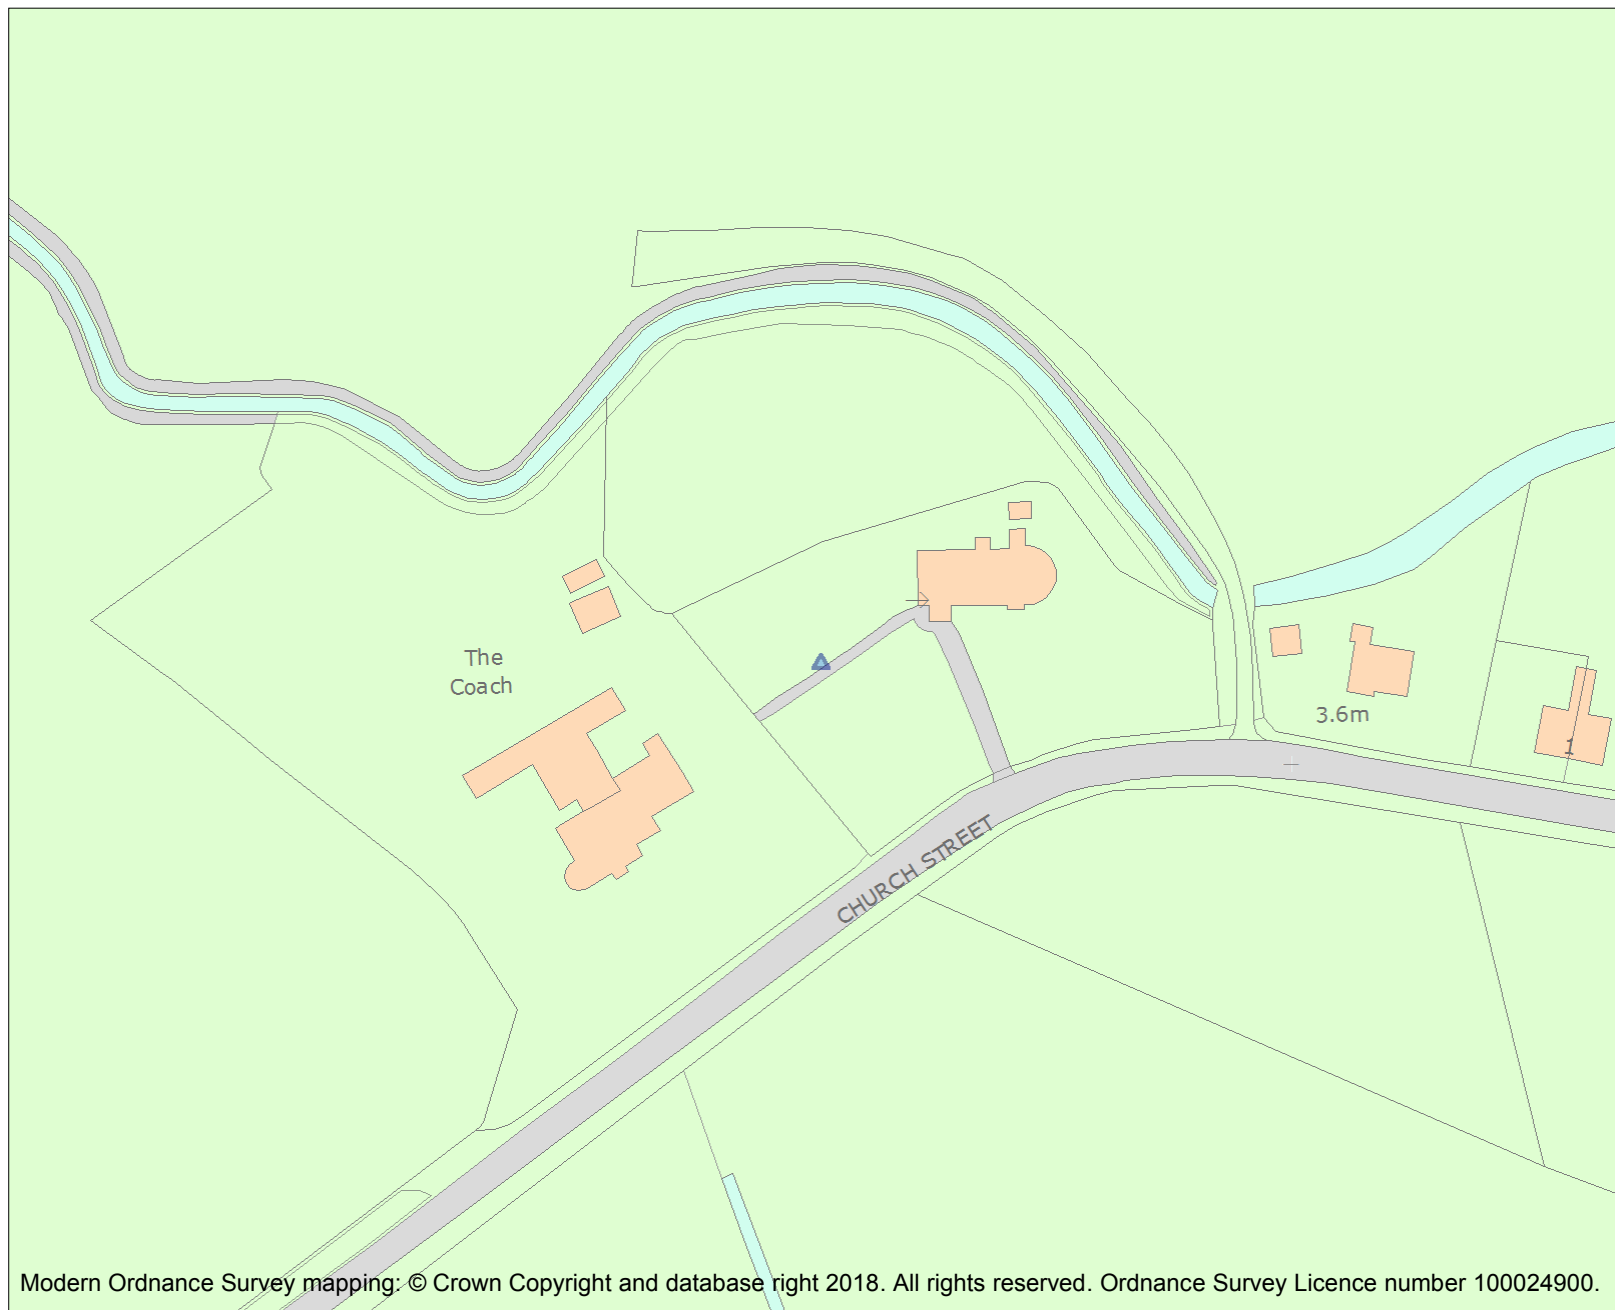 The
Coach
3.6m
1
CHURCH STREET
Modern Ordnance Survey mapping: © Crown Copyright and database right 2018. All rights reserved. Ordnance Survey Licence number 100024900.